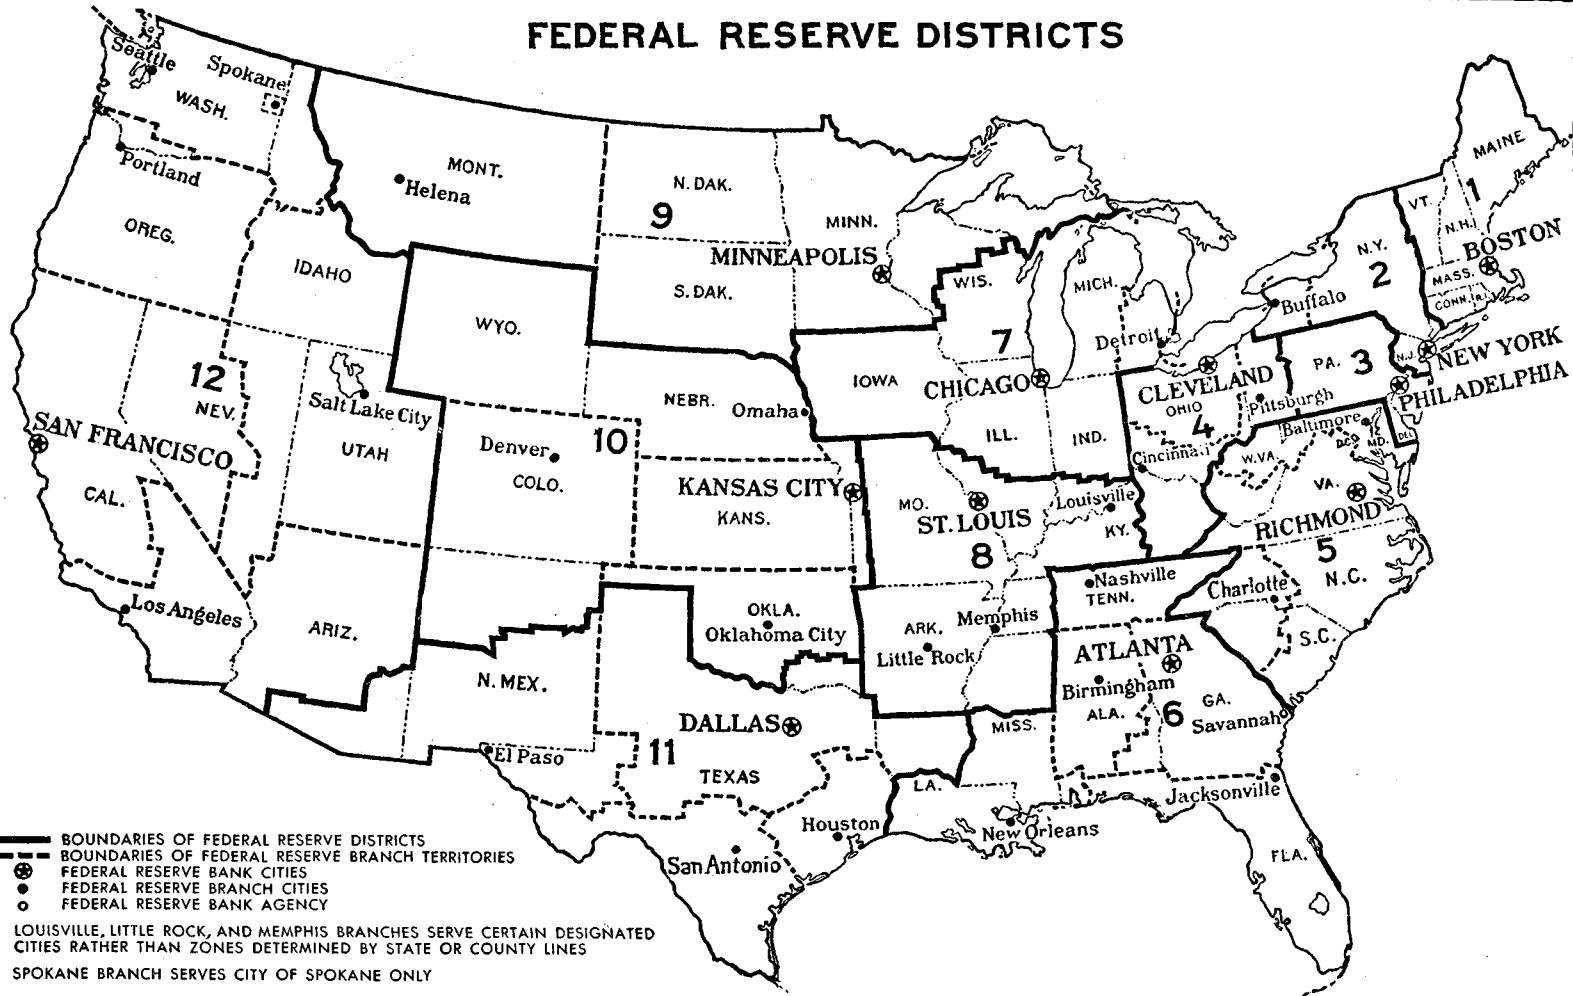 FEDERAL RESERVE DISTRICTS
Seattle
Spokane
WASH.
Portland
OREG.
MONT.
Helena
IDAHO
N. DAK.
9
MINN.
MINNEAPOLIS
S. DAK.
WYO.
WIS.
MICH.
7
Detroit
MAINE
VT.
1
N.H.
BOSTON
MASS.
CONN.
R.I.
N.Y.
2
Buffalo
NEW YORK
N.J.
PA. 3
PHILADELPHIA
12
NEV.
SAN FRANCISCO
CAL.
Salt Lake City
UTAH
Los Angeles
ARIZ.
NEBR.
Omaha
10
Denver
COLO.
KANSAS CITY
KANS.
IOWA
CHICAGO
ILL.
IND.
CLEVELAND
OHIO
4
Pittsburgh
Cincinnati
Baltimore
D.C.
MD.
DEL.
W.VA.
VA.
RICHMOND
5
N.C.
Charlotte
S.C.
MO.
ST. LOUIS
8
Louisville
KY.
Nashville
TENN.
Memphis
ARK.
Little Rock
OKLA.
Oklahoma City
N. MEX.
El Paso
DALLAS
11
TEXAS
Houston
San Antonio
LA.
New Orleans
MISS.
ATLANTA
Birmingham
ALA.
6
GA.
Savannah
Jacksonville
FLA.
BOUNDARIES OF FEDERAL RESERVE DISTRICTS
BOUNDARIES OF FEDERAL RESERVE BRANCH TERRITORIES
FEDERAL RESERVE BANK CITIES
FEDERAL RESERVE BRANCH CITIES
FEDERAL RESERVE BANK AGENCY
LOUISVILLE, LITTLE ROCK, AND MEMPHIS BRANCHES SERVE CERTAIN DESIGNATED
CITIES RATHER THAN ZONES DETERMINED BY STATE OR COUNTY LINES
SPOKANE BRANCH SERVES CITY OF SPOKANE ONLY